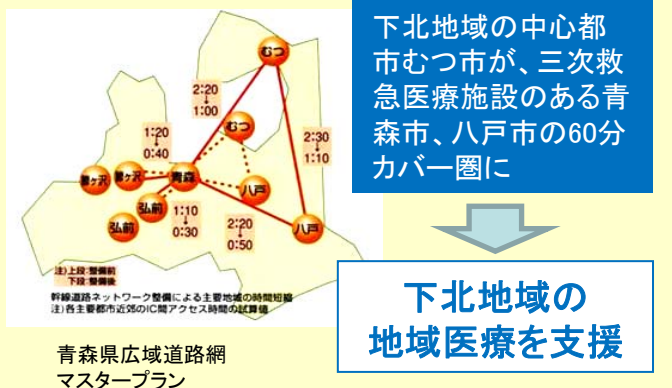 むつ
2:20
↓
1:00
むつ
2:30
↓
1:10
1:20
↓
0:40
鰺ヶ沢
鰺ヶ沢
青森
八戸
弘前
弘前
1:10
↓
0:30
2:20
↓
0:50
八戸
注)上段:整備前
下段:整備後
幹線道路ネットワーク整備による主要地域の時間短縮
注)各主要都市近郊のIC間アクセス時間の試算値
青森県広域道路網
マスタープラン
下北地域の中心都
市むつ市が、三次救
急医療施設のある青
森市、八戸市の60分
カバー圏に
下北地域の
地域医療を支援